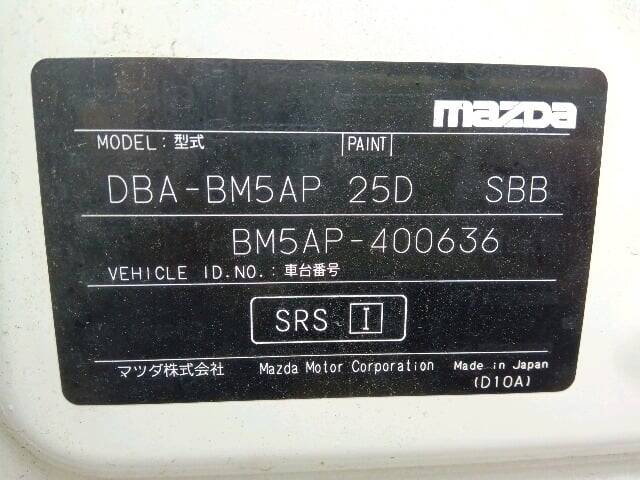 mazda
MODEL: 型式 PAINT
DBA-BM5AP 25D SBB
BM5AP-400636
VEHICLE ID.NO.: 車台番号
SRS I
マツダ株式会社 Mazda Motor Corporation Made in Japan
(D10A)